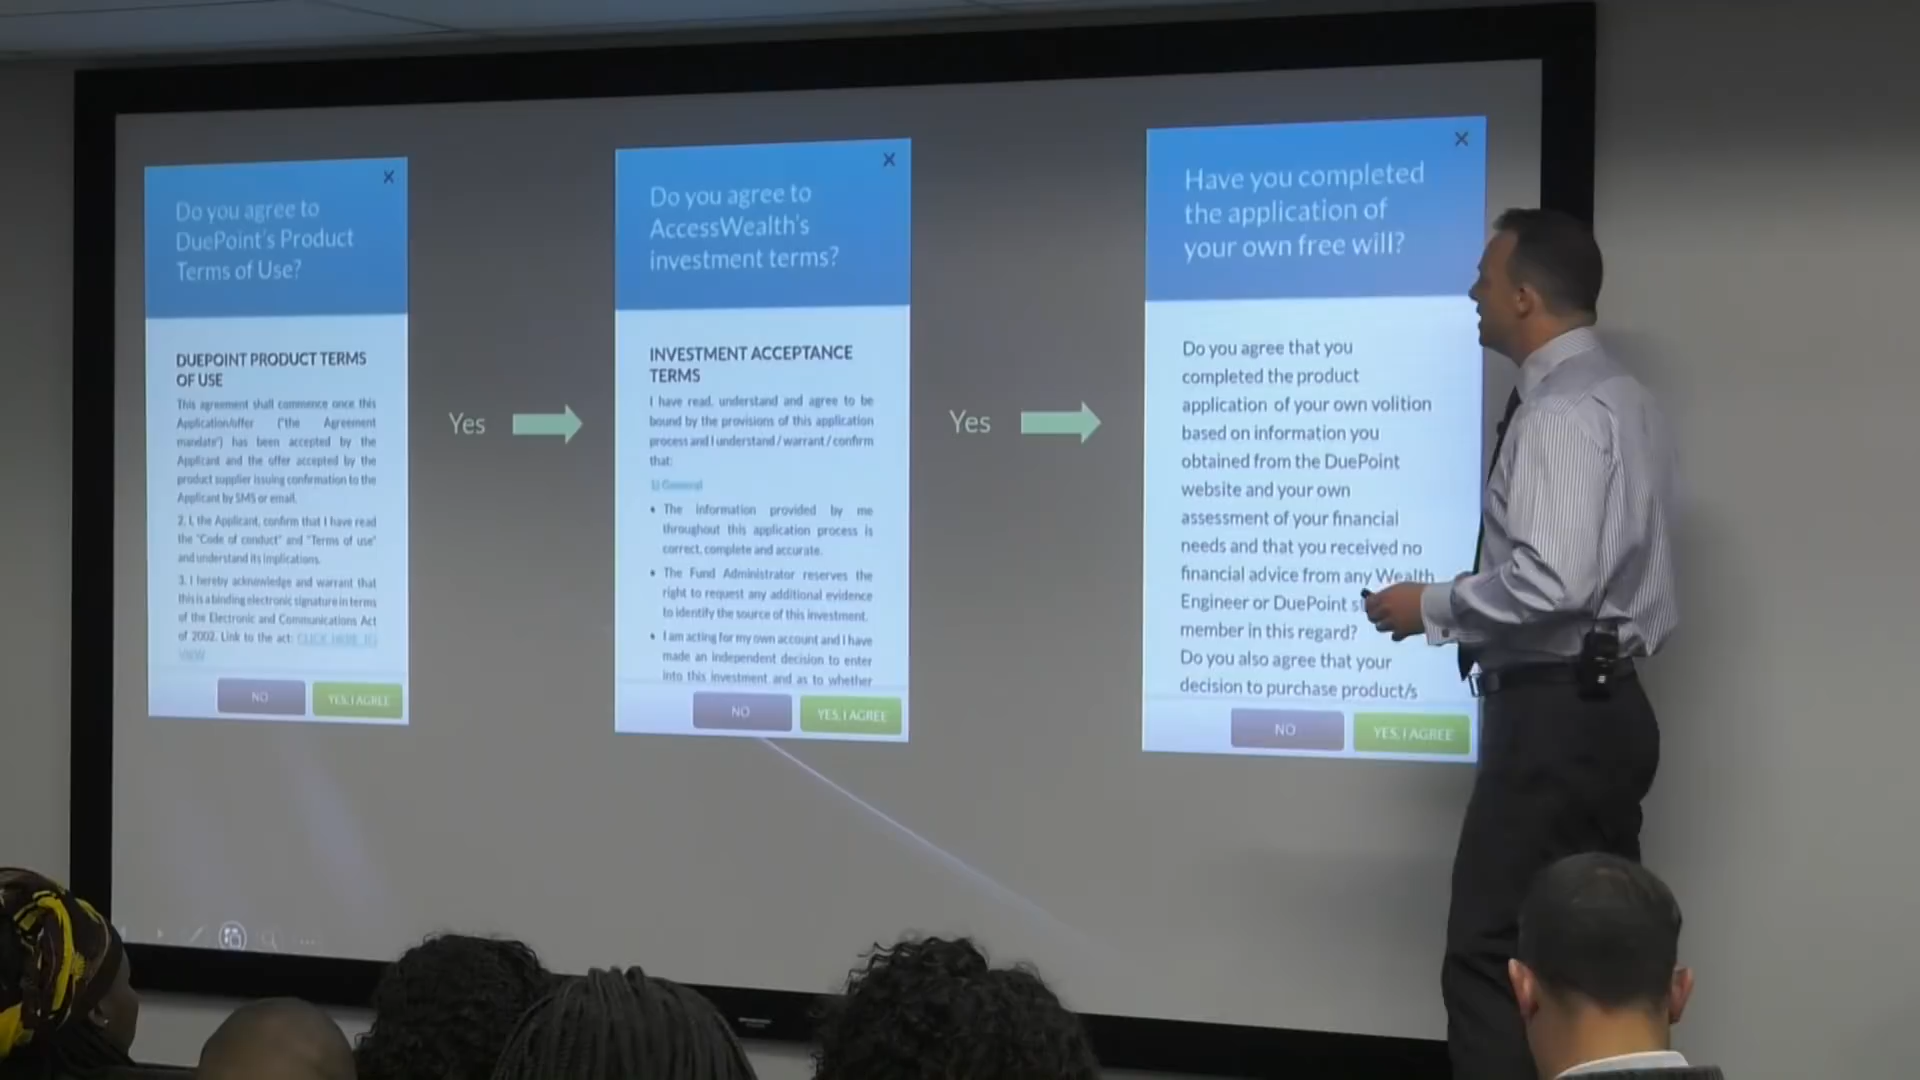 Do you agree to
DuePoint's Product
Terms of Use?
DUEPOINT PRODUCT TERMS
OF USE
This agreement shall commence once this
Application/offer ("the Agreement
mandate") has been accepted by the
Applicant and the offer accepted by the
product supplier issuing confirmation to the
Applicant by SMS or email.
2. I, the Applicant, confirm that I have read
the "Code of conduct" and "Terms of use"
and understand its implications.
3. I hereby acknowledge and warrant that
this is a binding electronic signature in terms
of the Electronic and Communications Act
of 2002. Link to the act: CLICK HERE TO
VIEW
NO
YES, I AGREE
Yes
Do you agree to
AccessWealth's
investment terms?
INVESTMENT ACCEPTANCE
TERMS
I have read, understand and agree to be
bound by the provisions of this application
process and I understand / warrant / confirm
that:
1) General
• The information provided by me
throughout this application process is
correct, complete and accurate.
• The Fund Administrator reserves the
right to request any additional evidence
to identify the source of this investment.
• I am acting for my own account and I have
made an independent decision to enter
into this investment and as to whether
NO
YES, I AGREE
Yes
Have you completed
the application of
your own free will?
Do you agree that you
completed the product
application of your own volition
based on information you
obtained from the DuePoint
website and your own
assessment of your financial
needs and that you received no
financial advice from any Wealth
Engineer or DuePoint
member in this regard?
Do you also agree that your
decision to purchase product/s
NO
YES, I AGREE